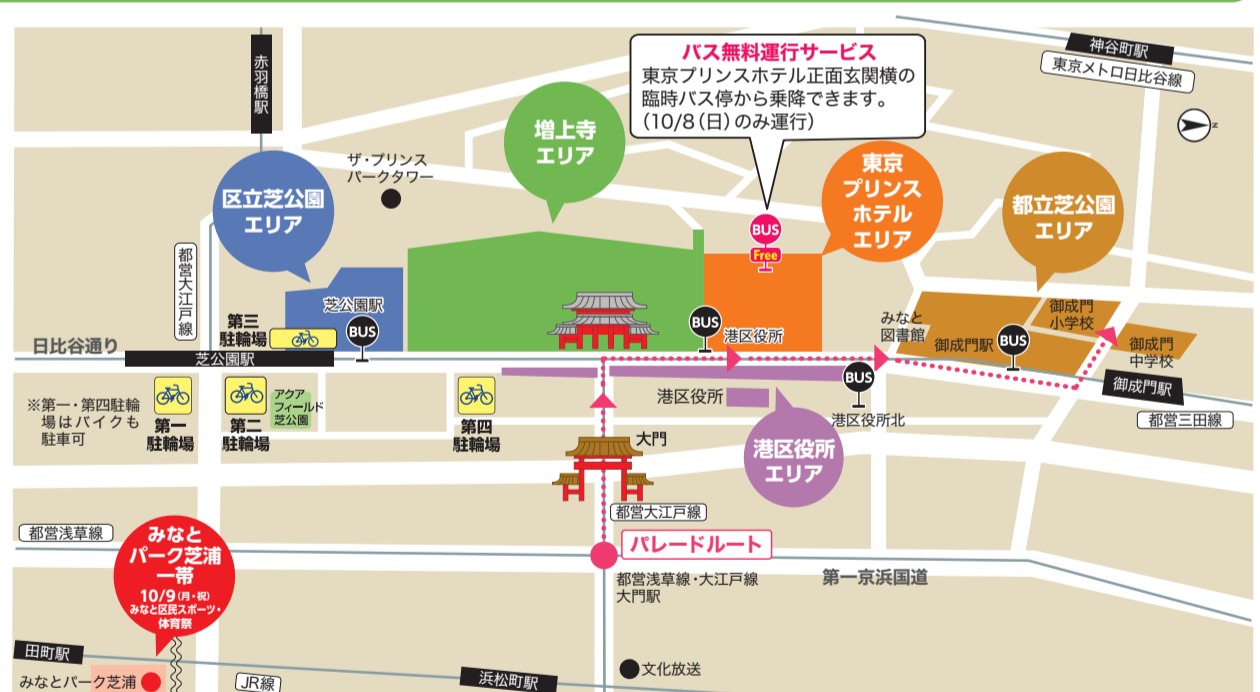 神谷町駅
東京メトロ日比谷線
赤羽橋駅
バス無料運行サービス
東京プリンスホテル正面玄関横の
臨時バス停から乗降できます。
(10/8(日)のみ運行)
N
増上寺
エリア
ザ・プリンス
パークタワー
区立芝公園
エリア
東京
プリンス
ホテル
エリア
都立芝公園
エリア
BUS
Free
都営大江戸線
芝公園駅
BUS
第三
駐輪場
BUS
港区役所
みなと
図書館
御成門
小学校
御成門駅
BUS
御成門
中学校
日比谷通り
芝公園駅
御成門駅
都営三田線
※第一・第四駐輪
場はバイクも
駐車可
第一
駐輪場
第二
駐輪場
アクア
フィールド
芝公園
第四
駐輪場
大門
港区役所
BUS
港区役所北
港区役所
エリア
都営大江戸線
都営浅草線
パレードルート
都営浅草線・大江戸線
大門駅
第一京浜国道
みなと
パーク芝浦
一帯
10/9(月・祝)
みなと区民スポーツ・
体育祭
田町駅
みなとパーク芝浦
JR線
浜松町駅
文化放送